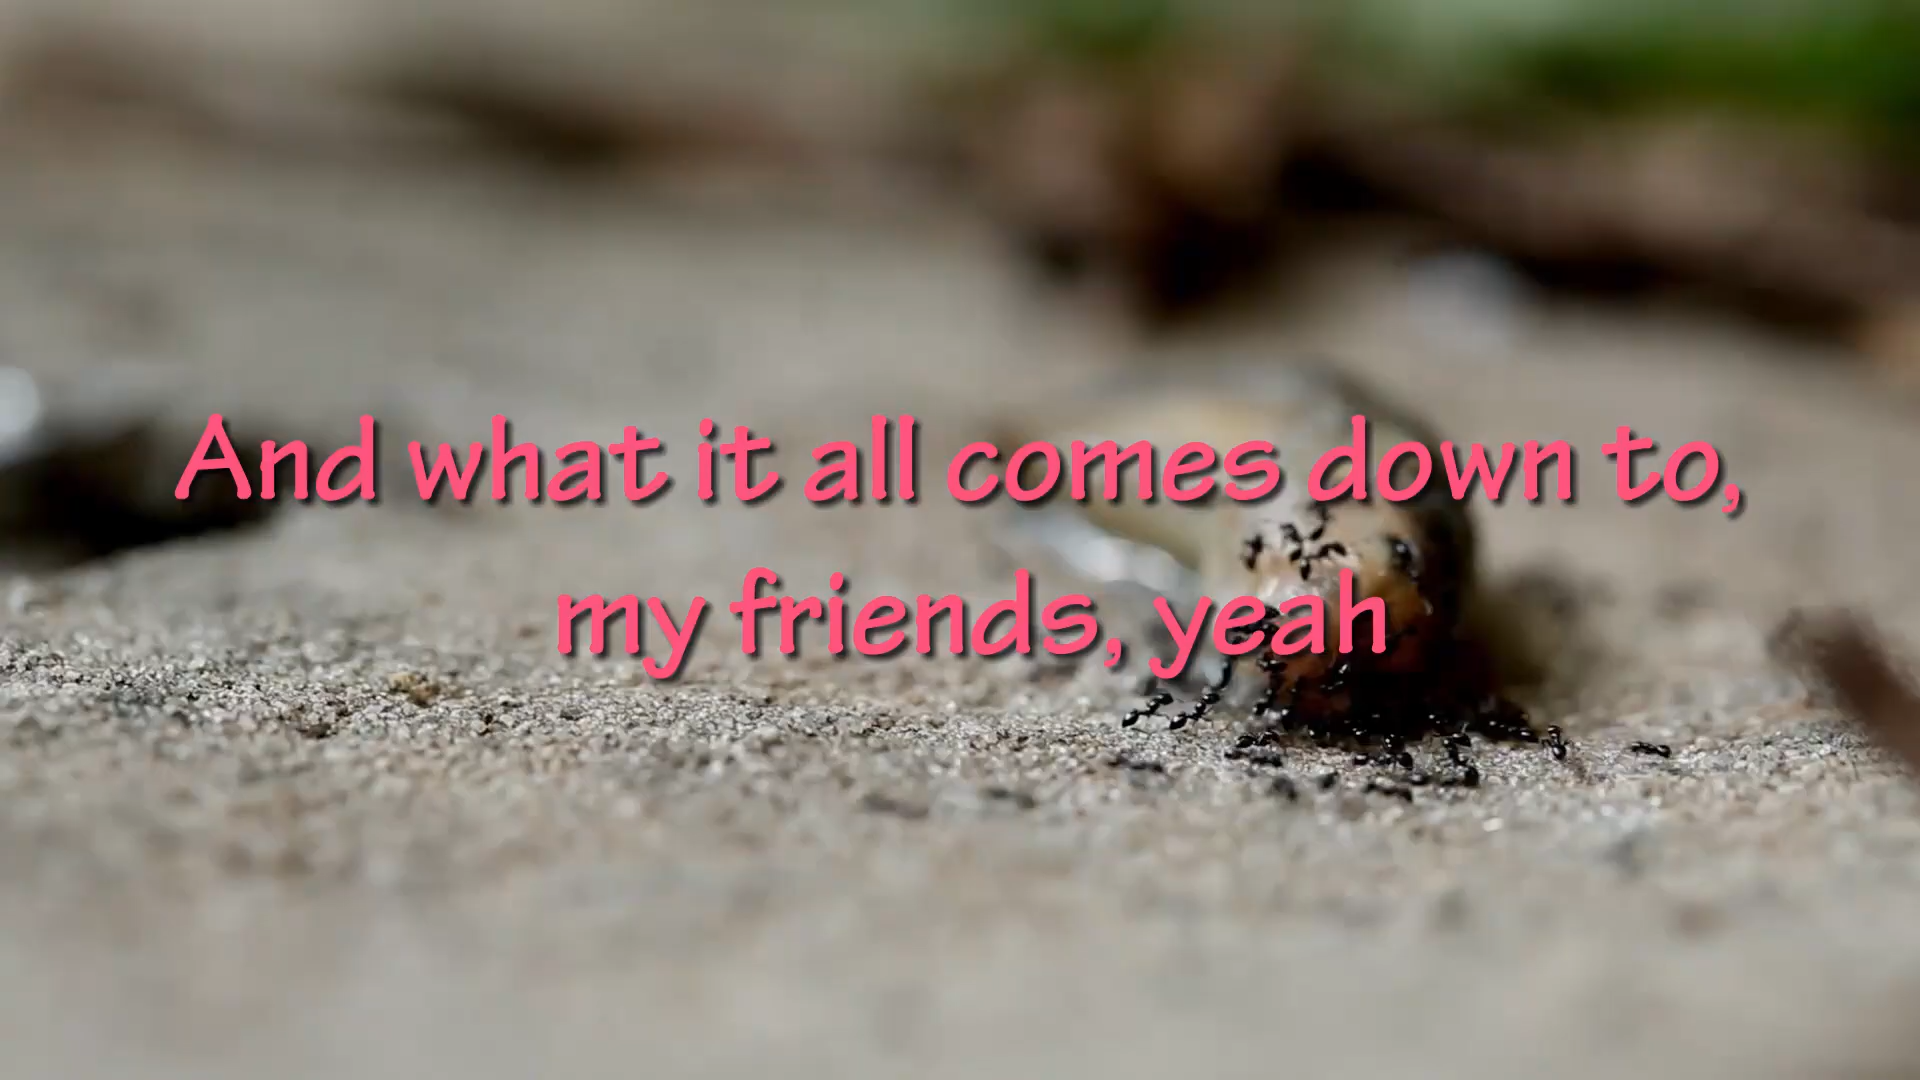 And what it all comes down to,
my friends, yeah